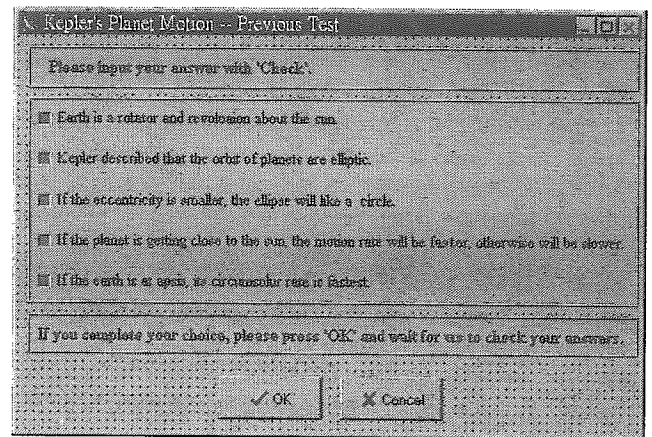 Kepler's Planet Motion -- Previous Test
Please input your answer with 'Check'.
Earth is a rotator and revolusion about the sun.
Kepler described that the orbit of planets are elliptic.
If the eccentricity is smaller, the ellipse will like a circle.
If the planet is getting close to the sun, the motion rate will be faster, otherwise will be slower.
If the earth is at apsis, its circumsolar rate is fastest.
If you complete your choice, please press "OK" and wait for us to check your answers.
OK
Cancel